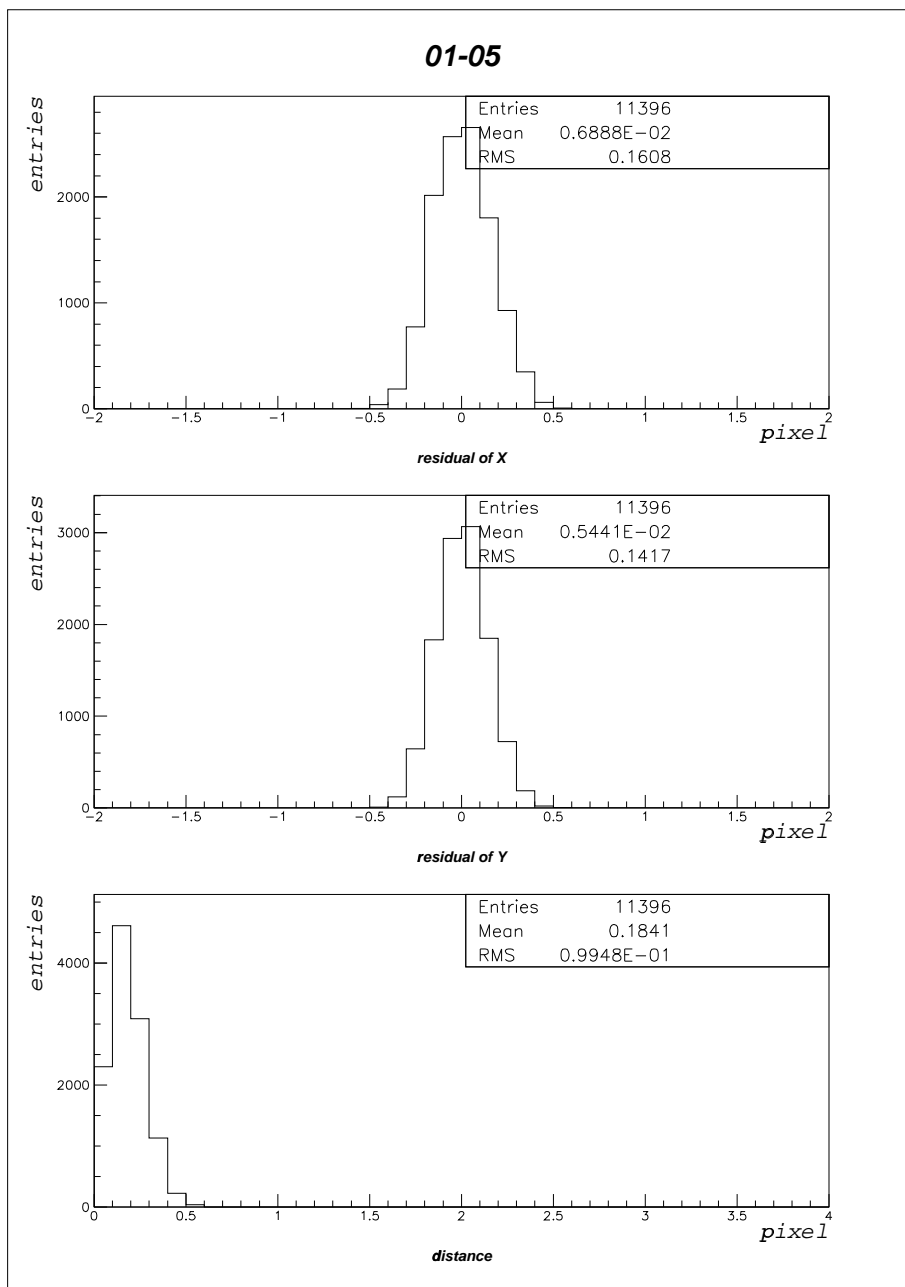 01-05
entries
Entries 11396
Mean 0.6888E-02
RMS 0.1608
2000
1000
0
-2 -1.5 -1 -0.5 0 0.5 1 1.5 2
pixel
residual of X
entries
Entries 11396
Mean 0.5441E-02
RMS 0.1417
3000
2000
1000
0
-2 -1.5 -1 -0.5 0 0.5 1 1.5 2
pixel
residual of Y
entries
Entries 11396
Mean 0.1841
RMS 0.9948E-01
4000
2000
0
0 0.5 1 1.5 2 2.5 3 3.5 4
pixel
distance